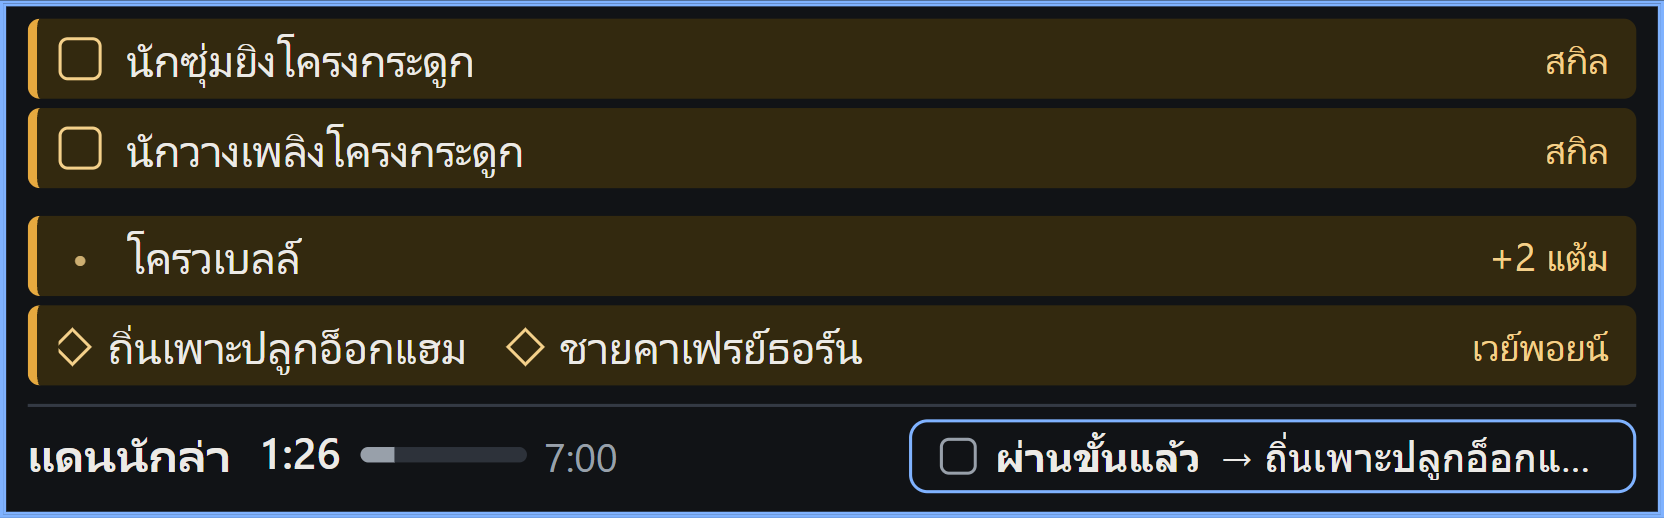 นักซุ่มยิงโครงกระดูก สกิล
นักวางเพลิงโครงกระดูก สกิล
โครวเบลล์ +2 แต้ม
ถิ่นเพาะปลูกอ็อกแฮม ชายคาเฟรย์ธอร์น เวย์พอยน์
แดนนักล่า 1:26 7:00 ผ่านขั้นแล้ว → ถิ่นเพาะปลูกอ็อกแ...